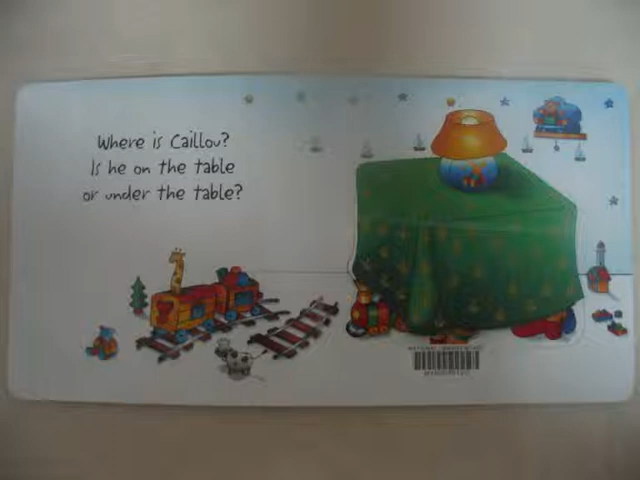 Where is Caillou?
Is he on the table
or under the table?